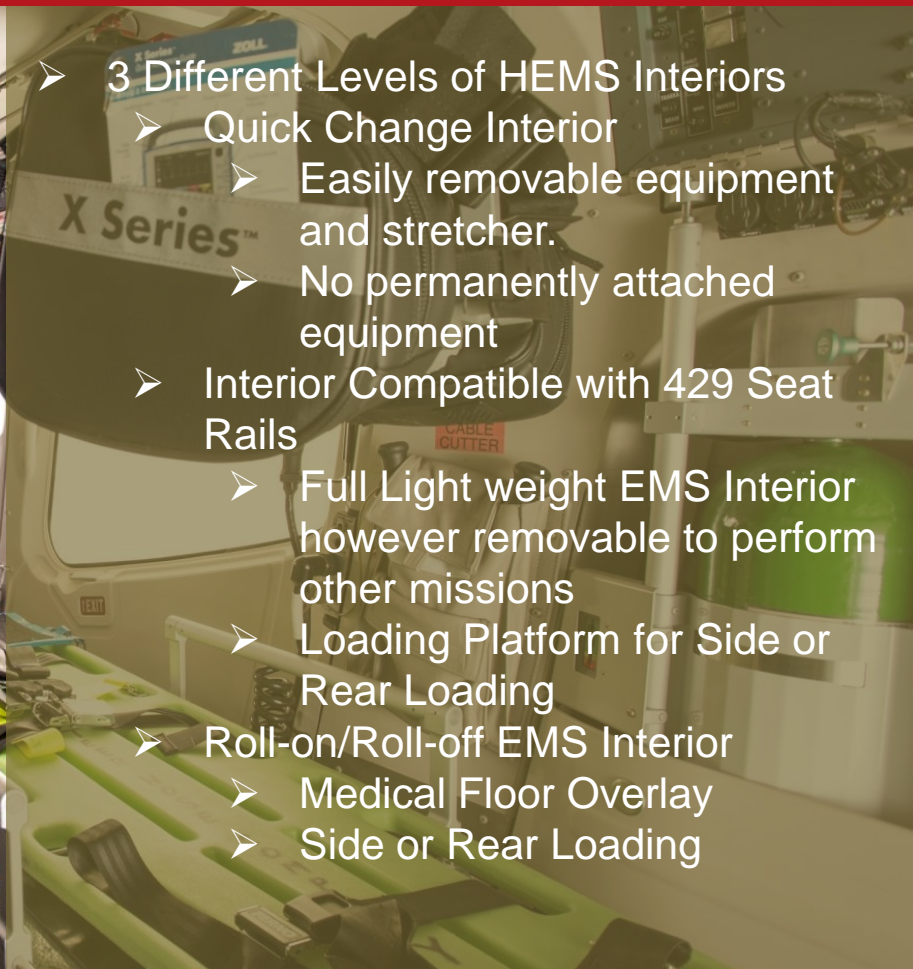 ➢ 3 Different Levels of HEMS Interiors
➢ Quick Change Interior
➢ Easily removable equipment
and stretcher.
➢ No permanently attached
equipment
➢ Interior Compatible with 429 Seat
Rails
➢ Full Light weight EMS Interior
however removable to perform
other missions
➢ Loading Platform for Side or
Rear Loading
➢ Roll-on/Roll-off EMS Interior
➢ Medical Floor Overlay
➢ Side or Rear Loading
X Series™
ZOLL
X Series™
CABLE
CUTTER
EXIT